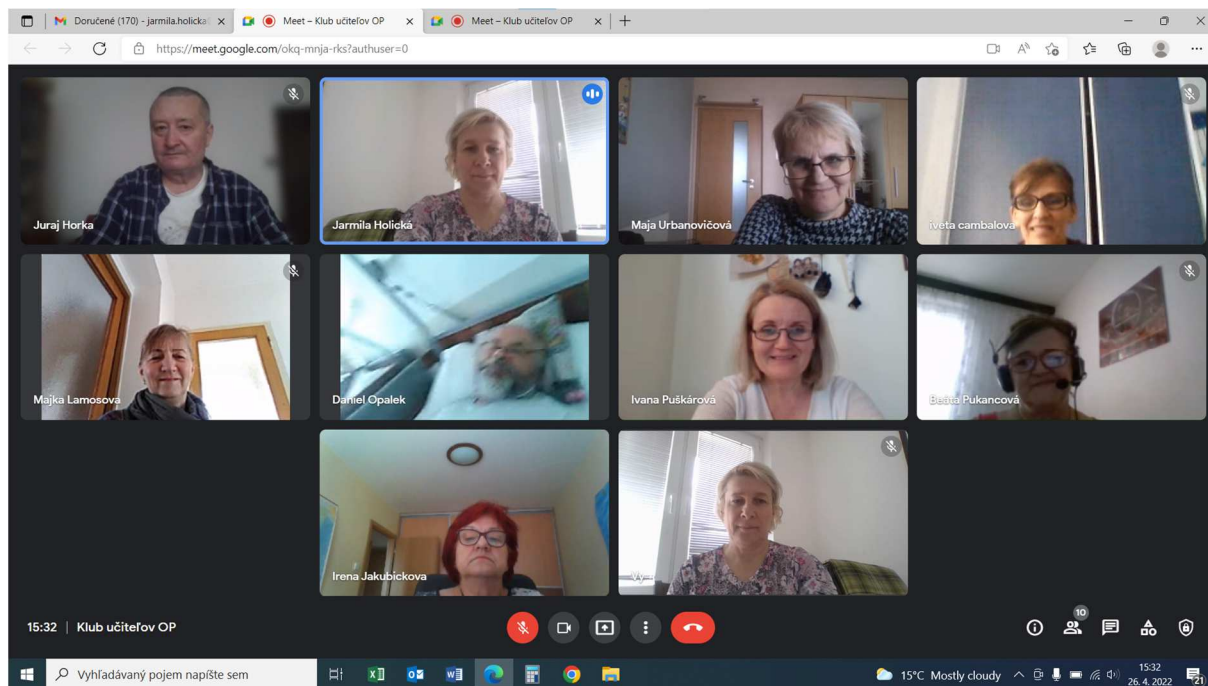 Doručené (170) - jarmila.holicka
Meet – Klub učiteľov OP
Meet – Klub učiteľov OP
https://meet.google.com/okq-mnja-rks?authuser=0
Juraj Horka
Jarmila Holická
Maja Urbanovičová
iveta cambalova
Majka Lamosová
Daniel Opalek
Ivana Puškárová
Beáta Pukancová
Irena Jakubickova
Vy
10
15:32 | Klub učiteľov OP
Vyhľadávaný pojem napíšte sem
15°C Mostly cloudy
15:32
26. 4. 2022
21